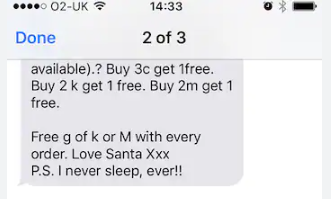 O2-UK
14:33
Done
2 of 3
available).? Buy 3c get 1free.
Buy 2 k get 1 free. Buy 2m get 1
free.
Free g of k or M with every
order. Love Santa Xxx
P.S. I never sleep, ever!!